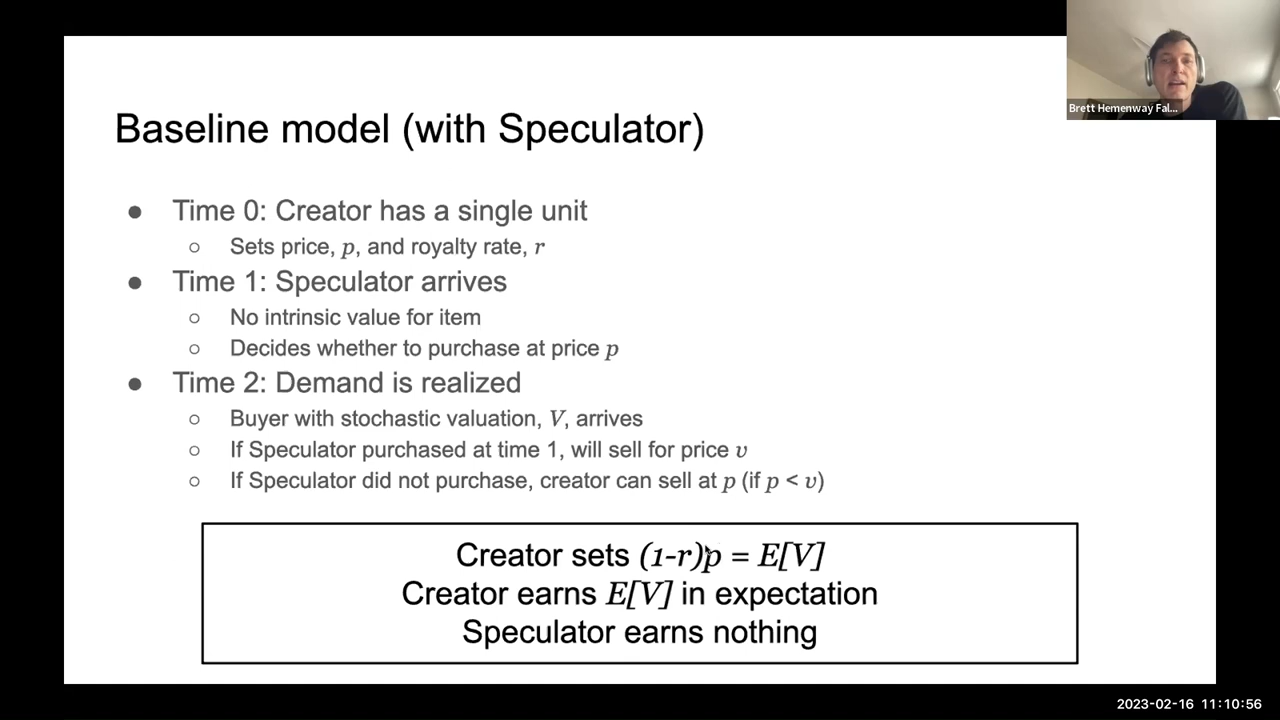 Brett Hemenway Fal...
Baseline model (with Speculator)
● Time 0: Creator has a single unit
○ Sets price, p, and royalty rate, r
● Time 1: Speculator arrives
○ No intrinsic value for item
○ Decides whether to purchase at price p
● Time 2: Demand is realized
○ Buyer with stochastic valuation, V, arrives
○ If Speculator purchased at time 1, will sell for price v
○ If Speculator did not purchase, creator can sell at p (if p < v)
Creator sets (1-r)p = E[V]
Creator earns E[V] in expectation
Speculator earns nothing
2023-02-16 11:10:56